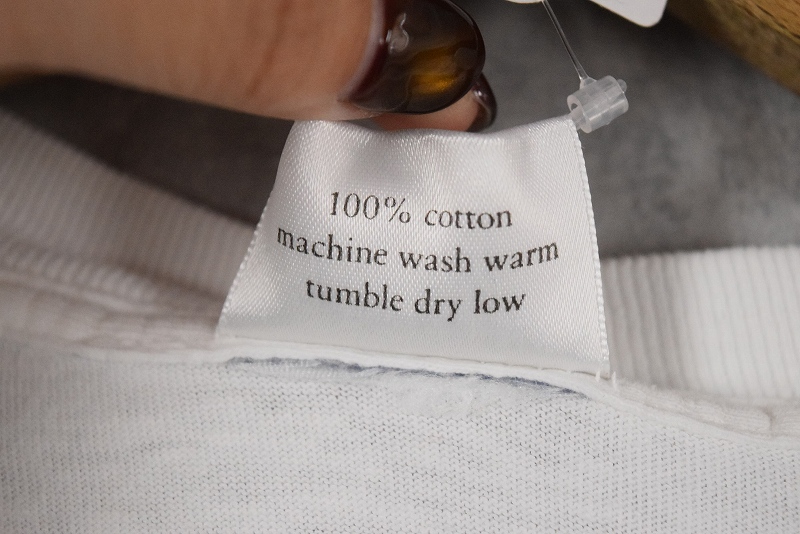 100% cotton
machine wash warm
tumble dry low